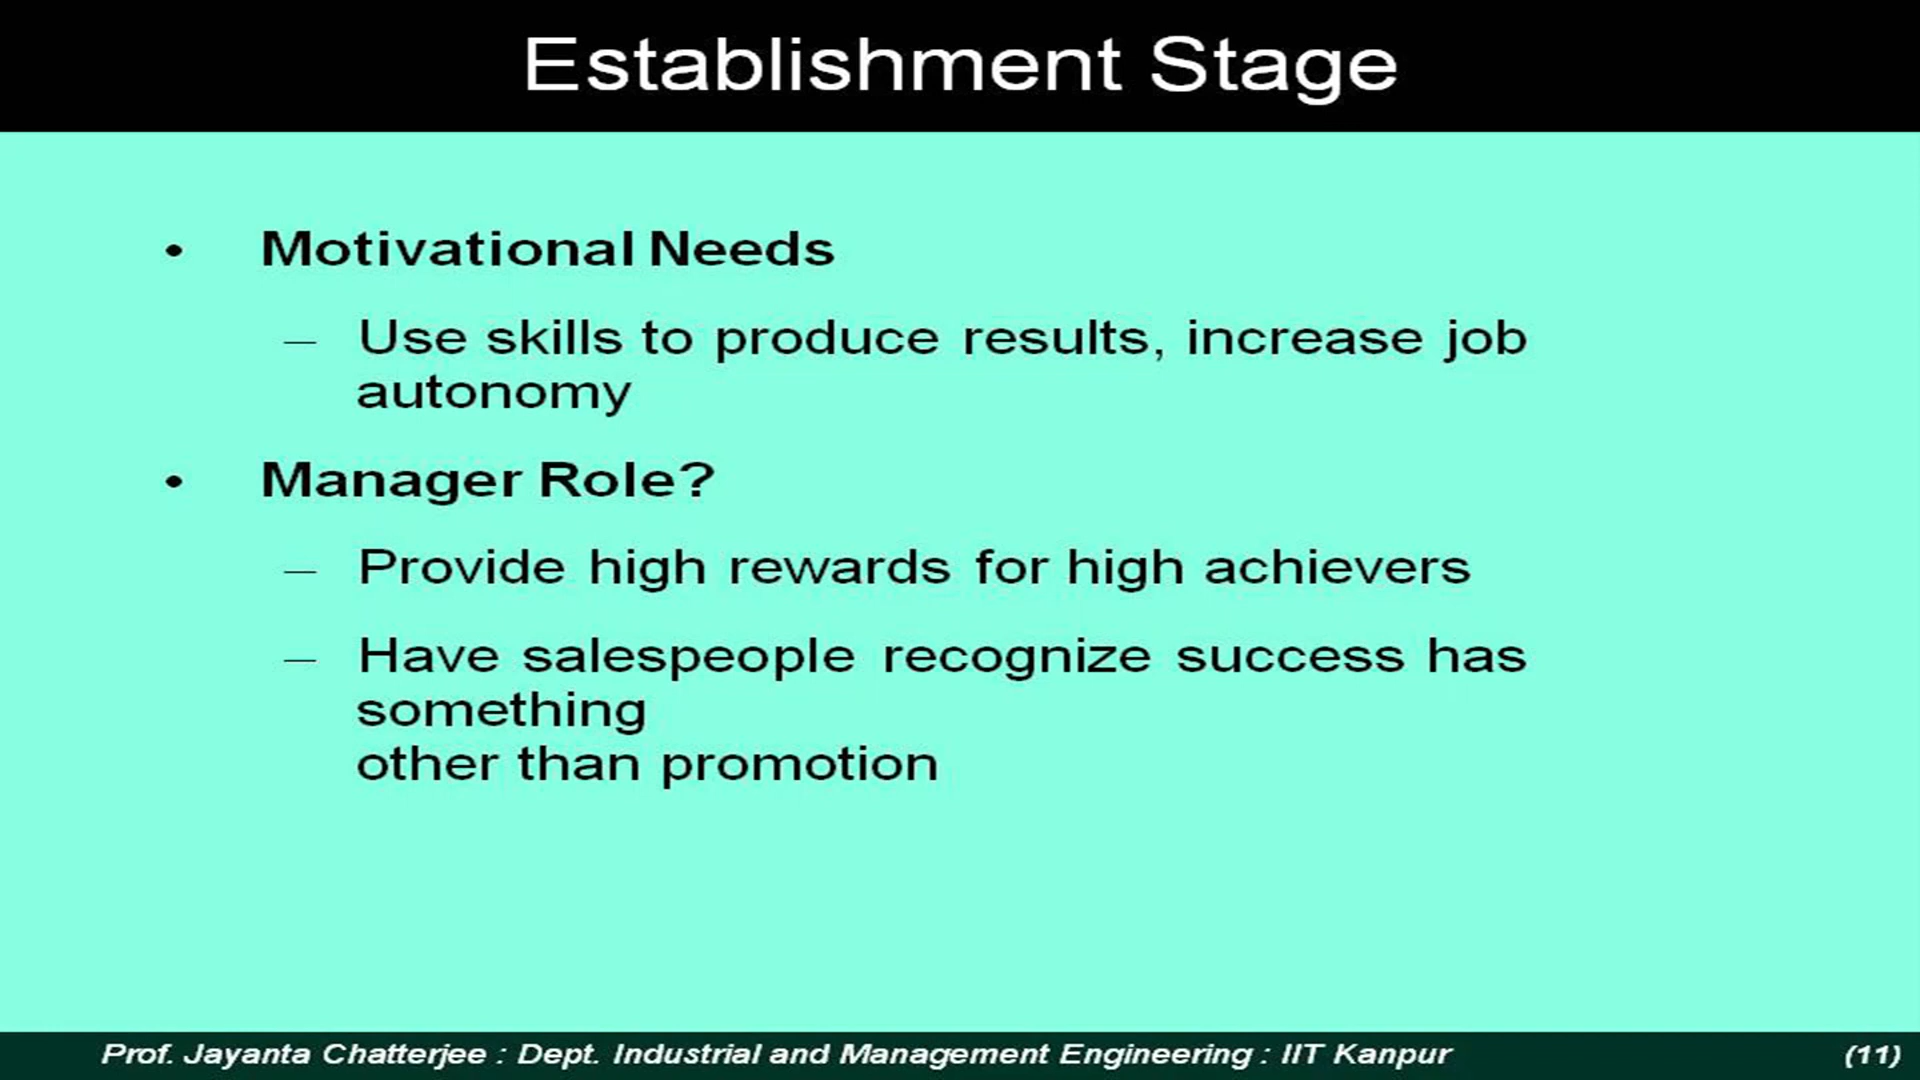 Establishment Stage
• Motivational Needs
– Use skills to produce results, increase job
autonomy
• Manager Role?
– Provide high rewards for high achievers
– Have salespeople recognize success has
something
other than promotion
Prof. Jayanta Chatterjee : Dept. Industrial and Management Engineering : IIT Kanpur (11)